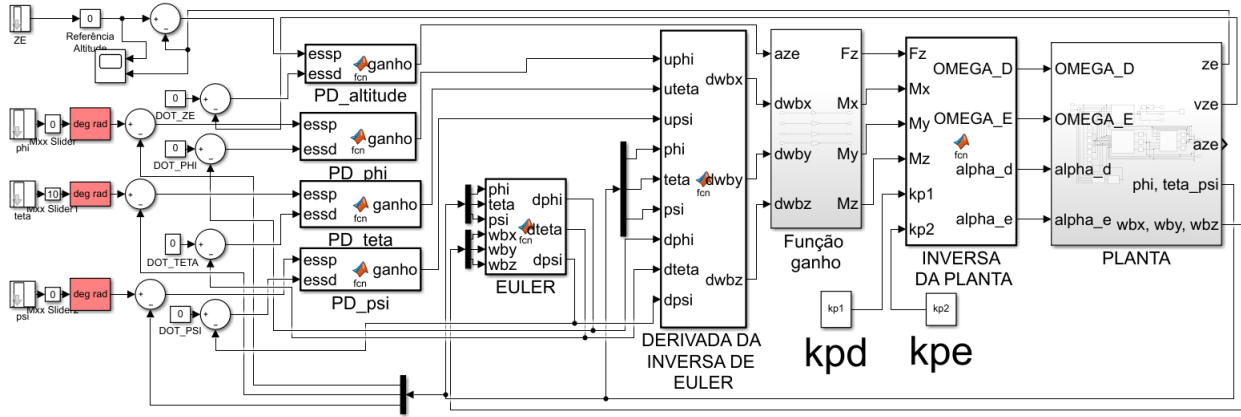 ZE
0
Referência
Altitude
essp
essd
ganho
fcn
PD_altitude
0
DOT_ZE
phi
0
Mxx Slider
deg rad
essp
essd
ganho
fcn
PD_phi
0
DOT_PHI
teta
10
Mxx Slider1
deg rad
essp
essd
ganho
fcn
PD_teta
0
DOT_TETA
psi
0
Mxx Slider2
deg rad
essp
essd
ganho
fcn
PD_psi
0
DOT_PSI
phi
teta
psi
wbx
wby
wbz
dphi
dteta
dpsi
fcn
EULER
uphi
uteta
upsi
phi
teta
psi
dphi
dteta
dpsi
dwbx
dwby
dwbz
fcn
DERIVADA DA
INVERSA DE
EULER
aze
dwbx
dwby
dwbz
Fz
Mx
My
Mz
Função
ganho
kp1
kpd
kp2
kpe
Fz
Mx
My
Mz
kp1
kp2
OMEGA_D
OMEGA_E
alpha_d
alpha_e
fcn
INVERSA
DA PLANTA
OMEGA_D
OMEGA_E
alpha_d
alpha_e
ze
vze
aze
phi, teta_psi
wbx, wby, wbz
PLANTA